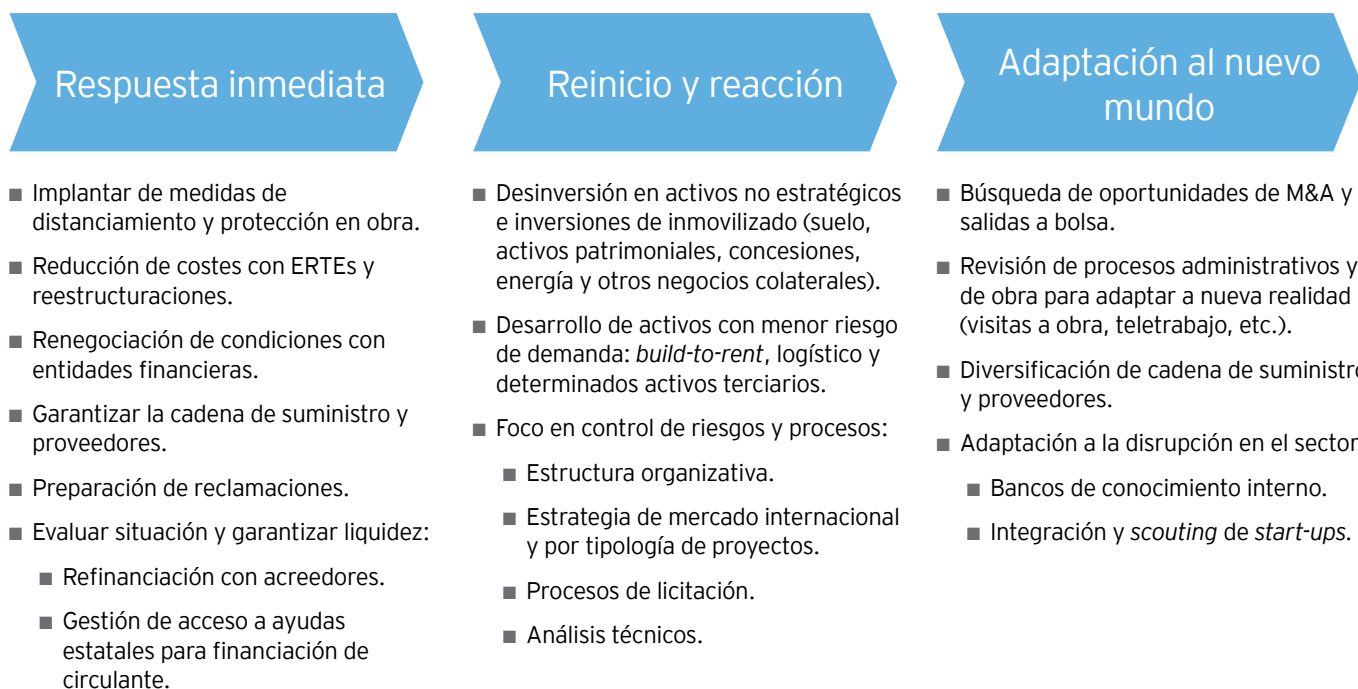 Respuesta inmediata
■ Implantar de medidas de
distanciamiento y protección en obra.
■ Reducción de costes con ERTEs y
reestructuraciones.
■ Renegociación de condiciones con
entidades financieras.
■ Garantizar la cadena de suministro y
proveedores.
■ Preparación de reclamaciones.
■ Evaluar situación y garantizar liquidez:
■ Refinanciación con acreedores.
■ Gestión de acceso a ayudas
estatales para financiación de
circulante.
Reinicio y reacción
■ Desinversión en activos no estratégicos
e inversiones de inmovilizado (suelo,
activos patrimoniales, concesiones,
energía y otros negocios colaterales).
■ Desarrollo de activos con menor riesgo
de demanda: build-to-rent, logístico y
determinados activos terciarios.
■ Foco en control de riesgos y procesos:
■ Estructura organizativa.
■ Estrategia de mercado internacional
y por tipología de proyectos.
■ Procesos de licitación.
■ Análisis técnicos.
Adaptación al nuevo
mundo
■ Búsqueda de oportunidades de M&A y
salidas a bolsa.
■ Revisión de procesos administrativos y
de obra para adaptar a nueva realidad
(visitas a obra, teletrabajo, etc.).
■ Diversificación de cadena de suministro
y proveedores.
■ Adaptación a la disrupción en el sector
■ Bancos de conocimiento interno.
■ Integración y scouting de start-ups.